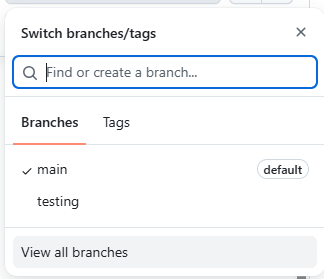 Switch branches/tags
Find or create a branch...
Branches Tags
main default
testing
View all branches